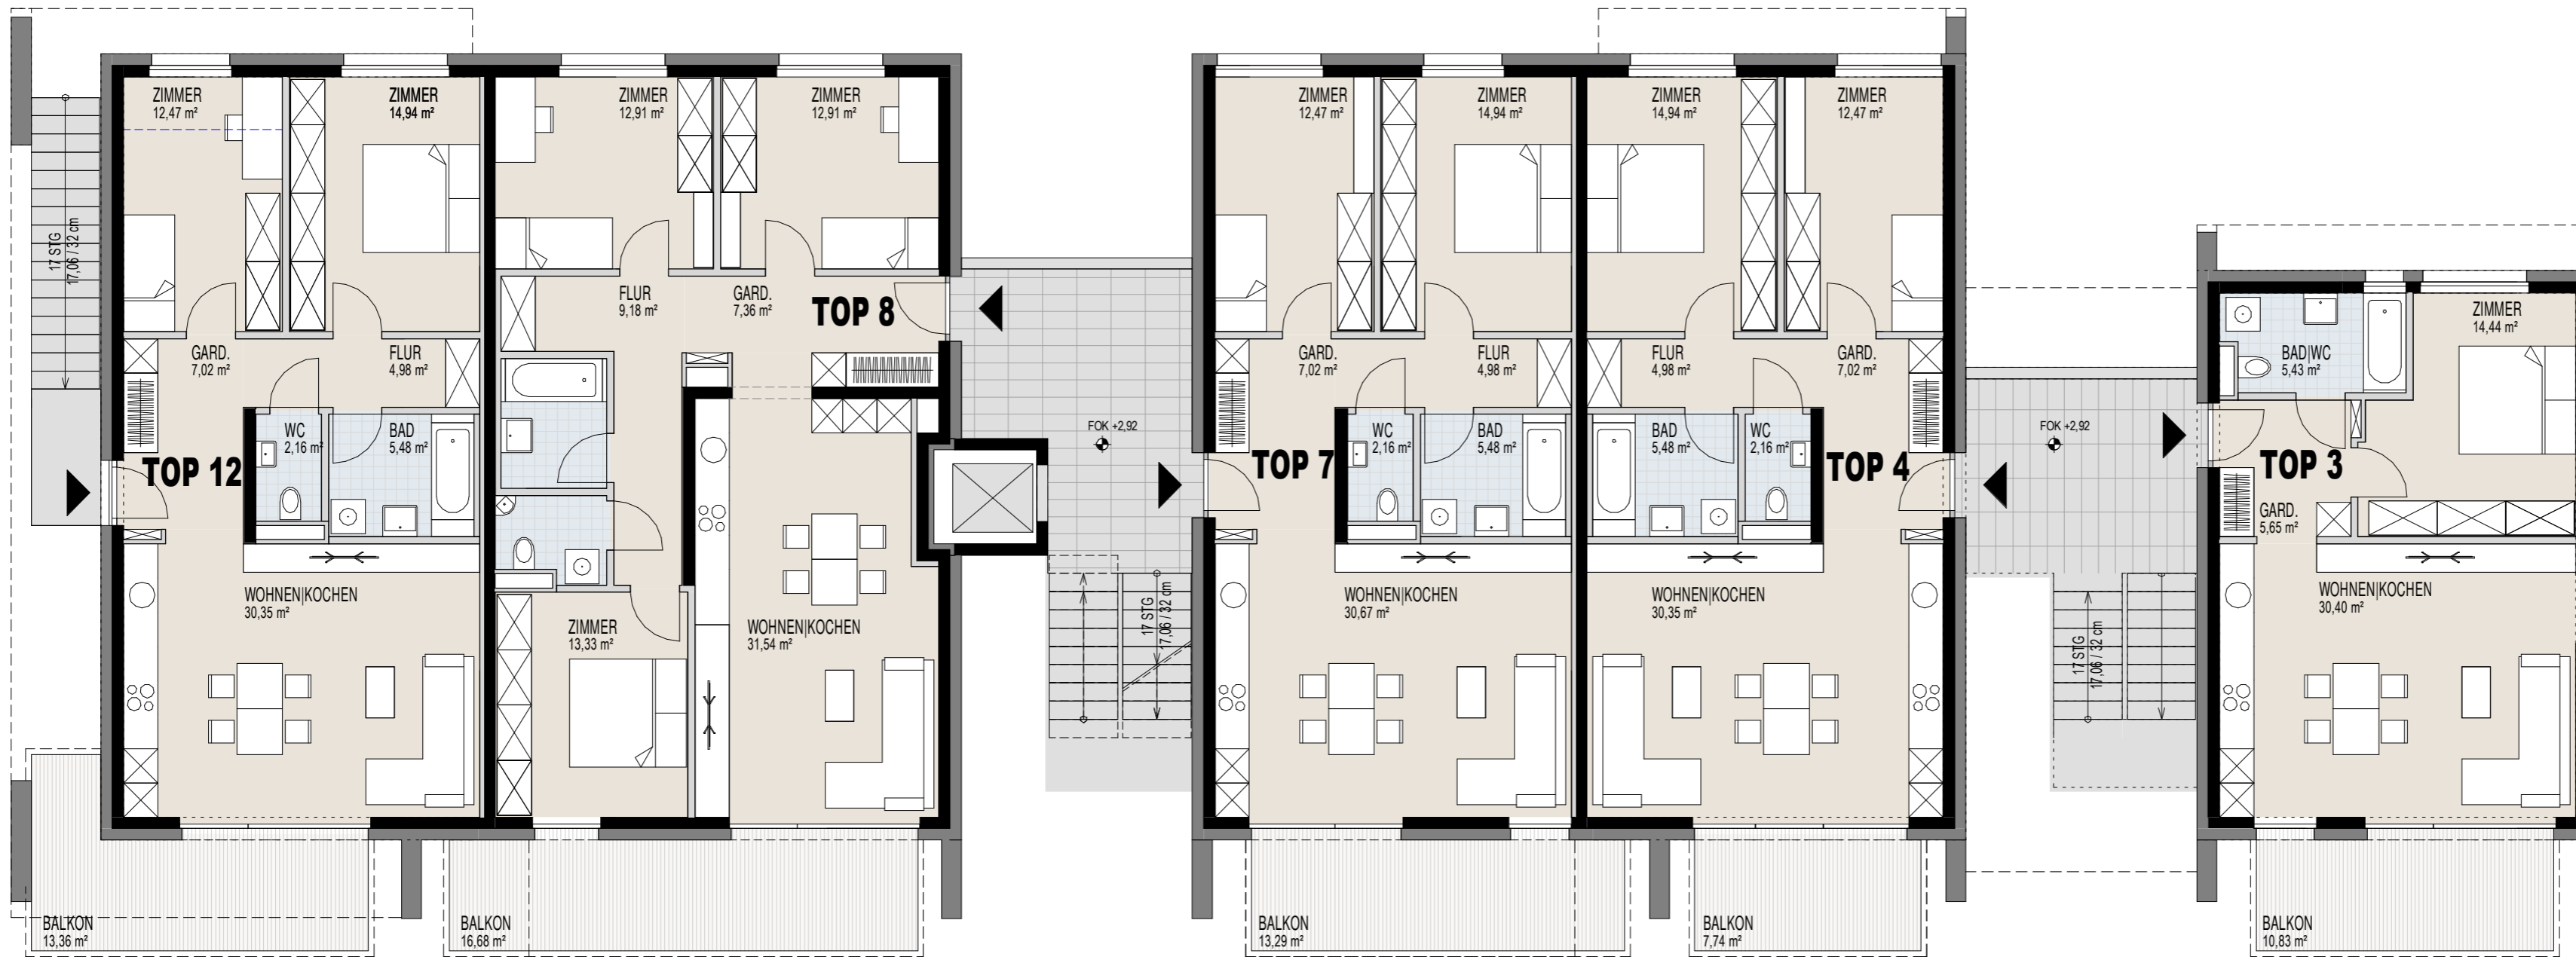 ZIMMER
12,47 m²
ZIMMER
14,94 m²
17 STG
17,06 / 32 cm
GARD.
7,02 m²
FLUR
4,98 m²
WC
2,16 m²
BAD
5,48 m²
TOP 12
WOHNEN|KOCHEN
30,35 m²
BALKON
13,36 m²
ZIMMER
12,91 m²
ZIMMER
12,91 m²
FLUR
9,18 m²
GARD.
7,36 m²
TOP 8
ZIMMER
13,33 m²
WOHNEN|KOCHEN
31,54 m²
BALKON
16,68 m²
FOK +2,92
17 STG
17,06 / 32 cm
ZIMMER
12,47 m²
ZIMMER
14,94 m²
GARD.
7,02 m²
FLUR
4,98 m²
WC
2,16 m²
BAD
5,48 m²
TOP 7
WOHNEN|KOCHEN
30,67 m²
BALKON
13,29 m²
ZIMMER
14,94 m²
ZIMMER
12,47 m²
FLUR
4,98 m²
GARD.
7,02 m²
BAD
5,48 m²
WC
2,16 m²
TOP 4
WOHNEN|KOCHEN
30,35 m²
BALKON
7,74 m²
FOK +2,92
17 STG
17,06 / 32 cm
ZIMMER
14,44 m²
BAD|WC
5,43 m²
TOP 3
GARD.
5,65 m²
WOHNEN|KOCHEN
30,40 m²
BALKON
10,83 m²